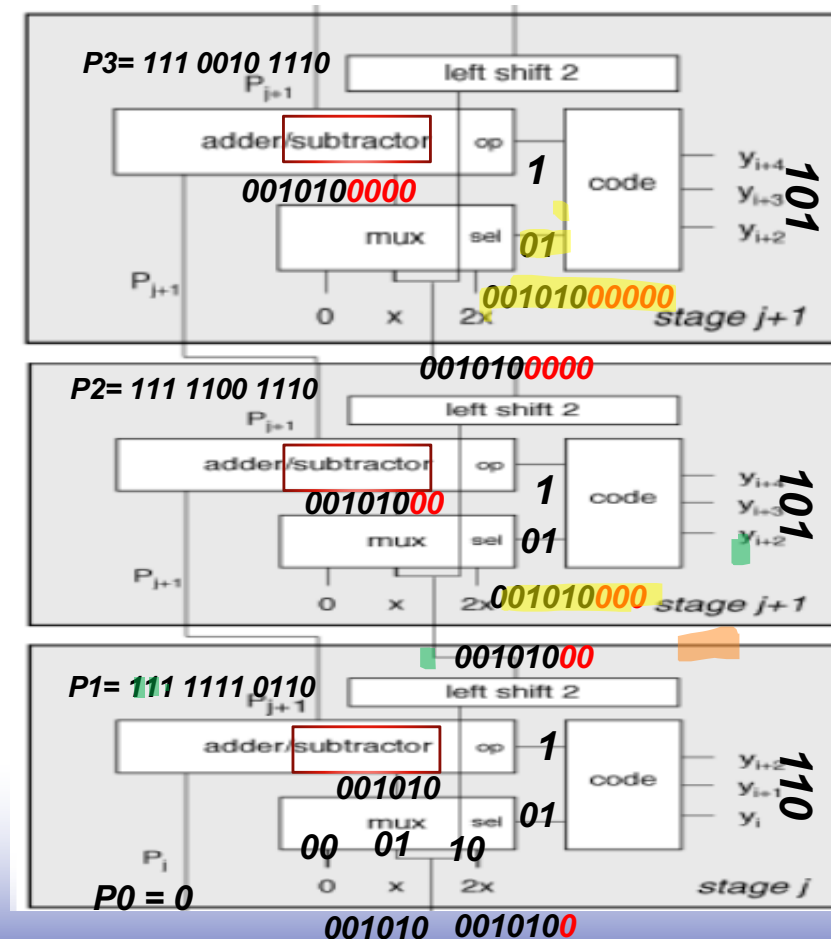 P3= 111 0010 1110
left shift 2
P j+1
adder/subtractor op
1
code
y i+4
y i+3
y i+2
101
0010100000
mux sel
01
P j+1
00101000000
0 x 2x
stage j+1
0010100000
P2= 111 1100 1110
left shift 2
P j+1
adder/subtractor op
1
code
y i+4
y i+3
y i+2
101
00101000
mux sel
01
P j+1
001010000
0 x 2x
stage j+1
00101000
P1= 111 1111 0110
left shift 2
P j+1
adder/subtractor op
1
code
y i+2
y i+1
y i
110
001010
mux sel
01
00 01 10
P i
0 x 2x
stage j
P0 = 0
001010 0010100